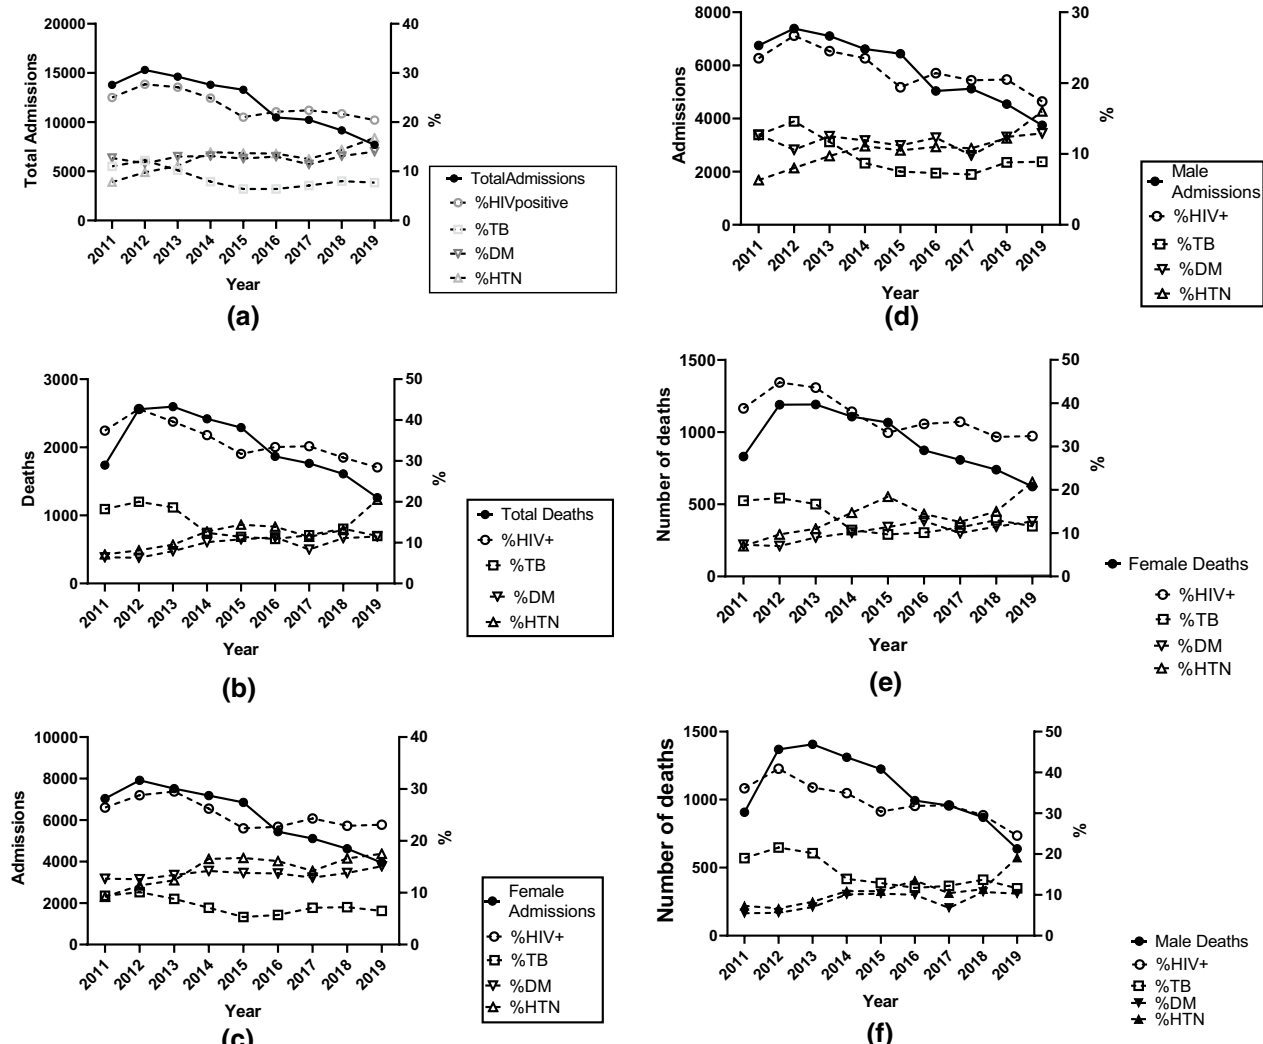 20000
15000
10000
5000
0
Total Admissions
40
30
20
10
0
%
2011 2012 2013 2014 2015 2016 2017 2018 2019
Year
(a)
TotalAdmissions
%HIVpositive
%TB
%DM
%HTN
8000
6000
4000
2000
0
Admissions
30
20
10
0
%
2011 2012 2013 2014 2015 2016 2017 2018 2019
Year
(d)
Male
Admissions
%HIV+
%TB
%DM
%HTN
3000
2000
1000
0
Deaths
50
40
30
20
10
0
%
2011 2012 2013 2014 2015 2016 2017 2018 2019
Year
(b)
Total Deaths
%HIV+
%TB
%DM
%HTN
1500
1000
500
0
Number of deaths
50
40
30
20
10
0
%
2011 2012 2013 2014 2015 2016 2017 2018 2019
Year
(e)
Female Deaths
%HIV+
%TB
%DM
%HTN
10000
8000
6000
4000
2000
0
Admissions
40
30
20
10
0
%
2011 2012 2013 2014 2015 2016 2017 2018 2019
Year
(c)
Female
Admissions
%HIV+
%TB
%DM
%HTN
1500
1000
500
0
Number of deaths
50
40
30
20
10
0
%
2011 2012 2013 2014 2015 2016 2017 2018 2019
Year
(f)
Male Deaths
%HIV+
%TB
%DM
%HTN